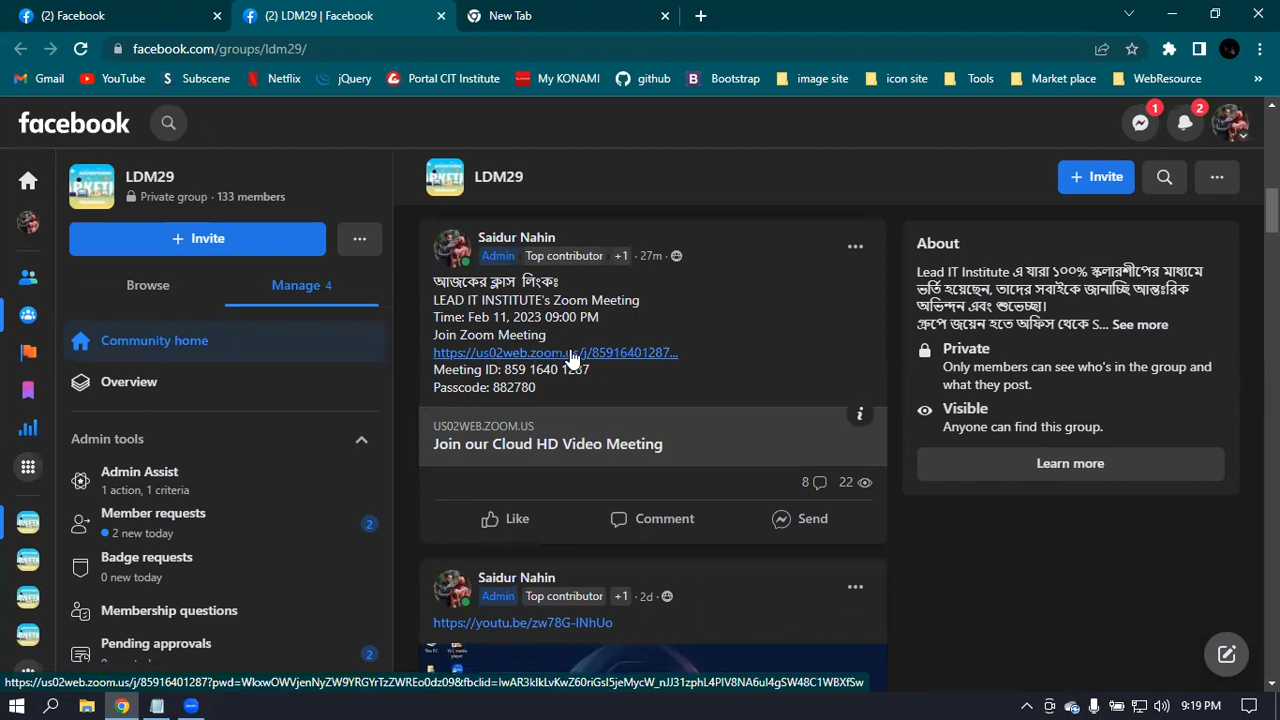 (2) Facebook
(2) LDM29 | Facebook
New Tab
facebook.com/groups/ldm29/
Gmail
YouTube
Subscene
Netflix
jQuery
Portal CIT Institute
My KONAMI
github
Bootstrap
image site
icon site
Tools
Market place
WebResource
»
facebook
1
2
LDM29
Private group · 133 members
+ Invite
Browse
Manage 4
Community home
Overview
Admin tools
Admin Assist
1 action, 1 criteria
Member requests
2 new today
2
Badge requests
0 new today
Membership questions
Pending approvals
2
LDM29
+ Invite
Saidur Nahin
Admin Top contributor +1 · 27m ·
আজকের ক্লাস লিংকঃ
LEAD IT INSTITUTE's Zoom Meeting
Time: Feb 11, 2023 09:00 PM
Join Zoom Meeting
https://us02web.zoom.us/j/85916401287...
Meeting ID: 859 1640 1287
Passcode: 882780
US02WEB.ZOOM.US
Join our Cloud HD Video Meeting
8 22
Like
Comment
Send
Saidur Nahin
Admin Top contributor +1 · 2d ·
https://youtu.be/zw78G-INhUo
About
Lead IT Institute এ যারা ১০০% স্কলারশীপের মাধ্যমে
ভর্তি হয়েছেন, তাদের সবাইকে জানাচ্ছি আন্তঃরিক
অভিনন্দন এবং শুভেচ্ছা।
গ্রুপে জয়েন হতে অফিস থেকে S... See more
Private
Only members can see who's in the group and
what they post.
Visible
Anyone can find this group.
Learn more
9:19 PM